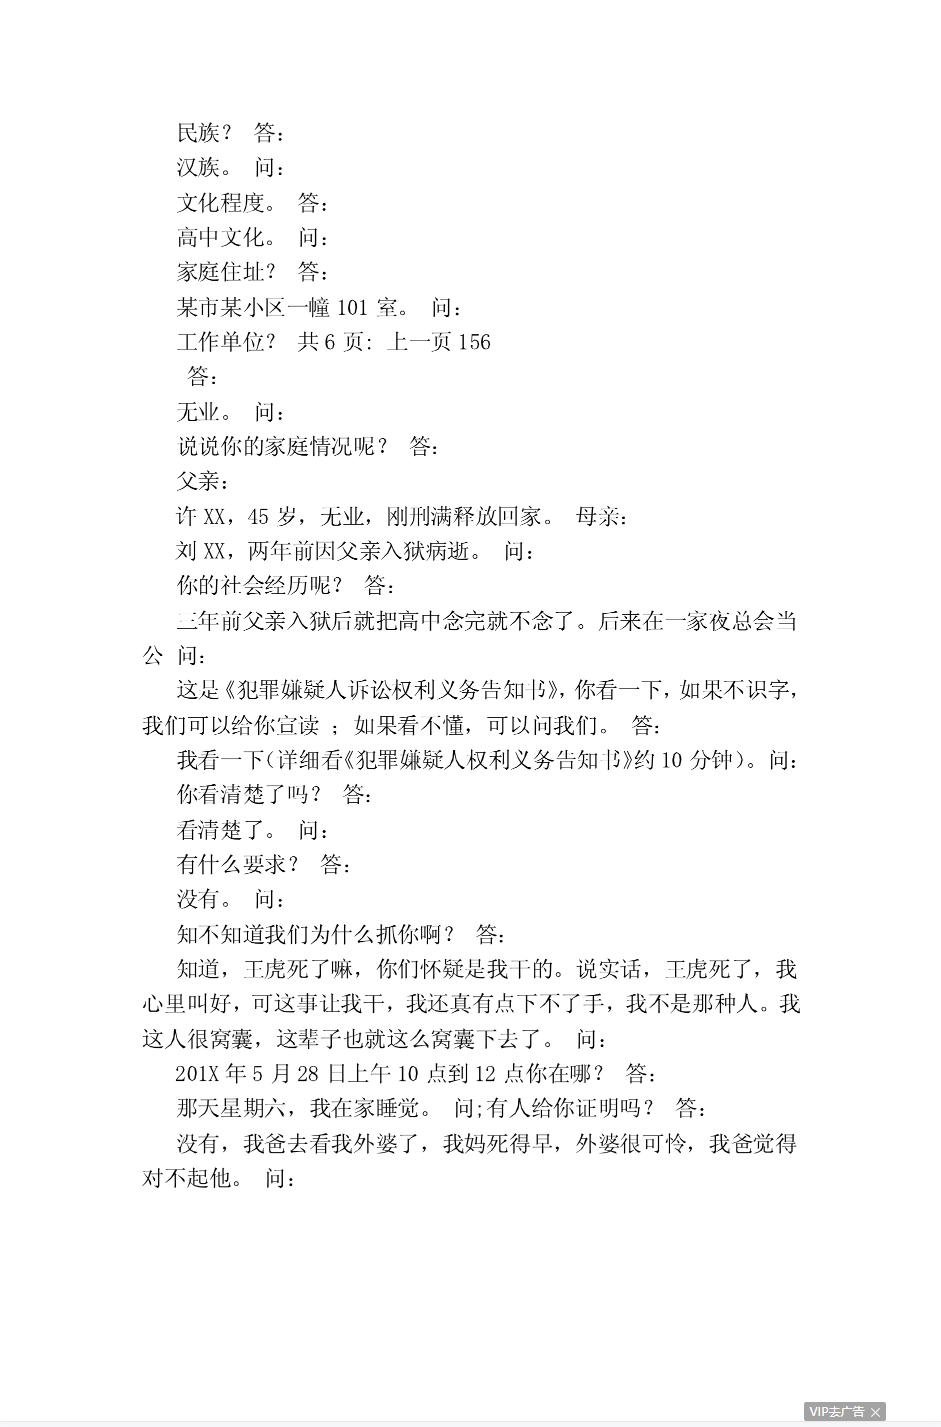 民族？ 答：
汉族。 问：
文化程度。 答：
高中文化。 问：
家庭住址？ 答：
某市某小区一幢 101 室。 问：
工作单位？ 共 6 页: 上一页 156
答：
无业。 问：
说说你的家庭情况呢？ 答：
父亲：
许 XX，45 岁，无业，刚刑满释放回家。 母亲：
刘 XX，两年前因父亲入狱病逝。 问：
你的社会经历呢？ 答：
三年前父亲入狱后就把高中念完就不念了。后来在一家夜总会当
公 问：
这是《犯罪嫌疑人诉讼权利义务告知书》，你看一下，如果不识字，
我们可以给你宣读 ；如果看不懂，可以问我们。 答：
我看一下（详细看《犯罪嫌疑人权利义务告知书》约 10 分钟）。问：
你看清楚了吗？ 答：
看清楚了。 问：
有什么要求？ 答：
没有。 问：
知不知道我们为什么抓你啊？ 答：
知道，王虎死了嘛，你们怀疑是我干的。说实话，王虎死了，我
心里叫好，可这事让我干，我还真有点下不了手，我不是那种人。我
这人很窝囊，这辈子也就这么窝囊下去了。 问：
201X 年 5 月 28 日上午 10 点到 12 点你在哪？ 答：
那天星期六，我在家睡觉。 问;有人给你证明吗？ 答：
没有，我爸去看我外婆了，我妈死得早，外婆很可怜，我爸觉得
对不起他。 问：
VIP去广告 ×